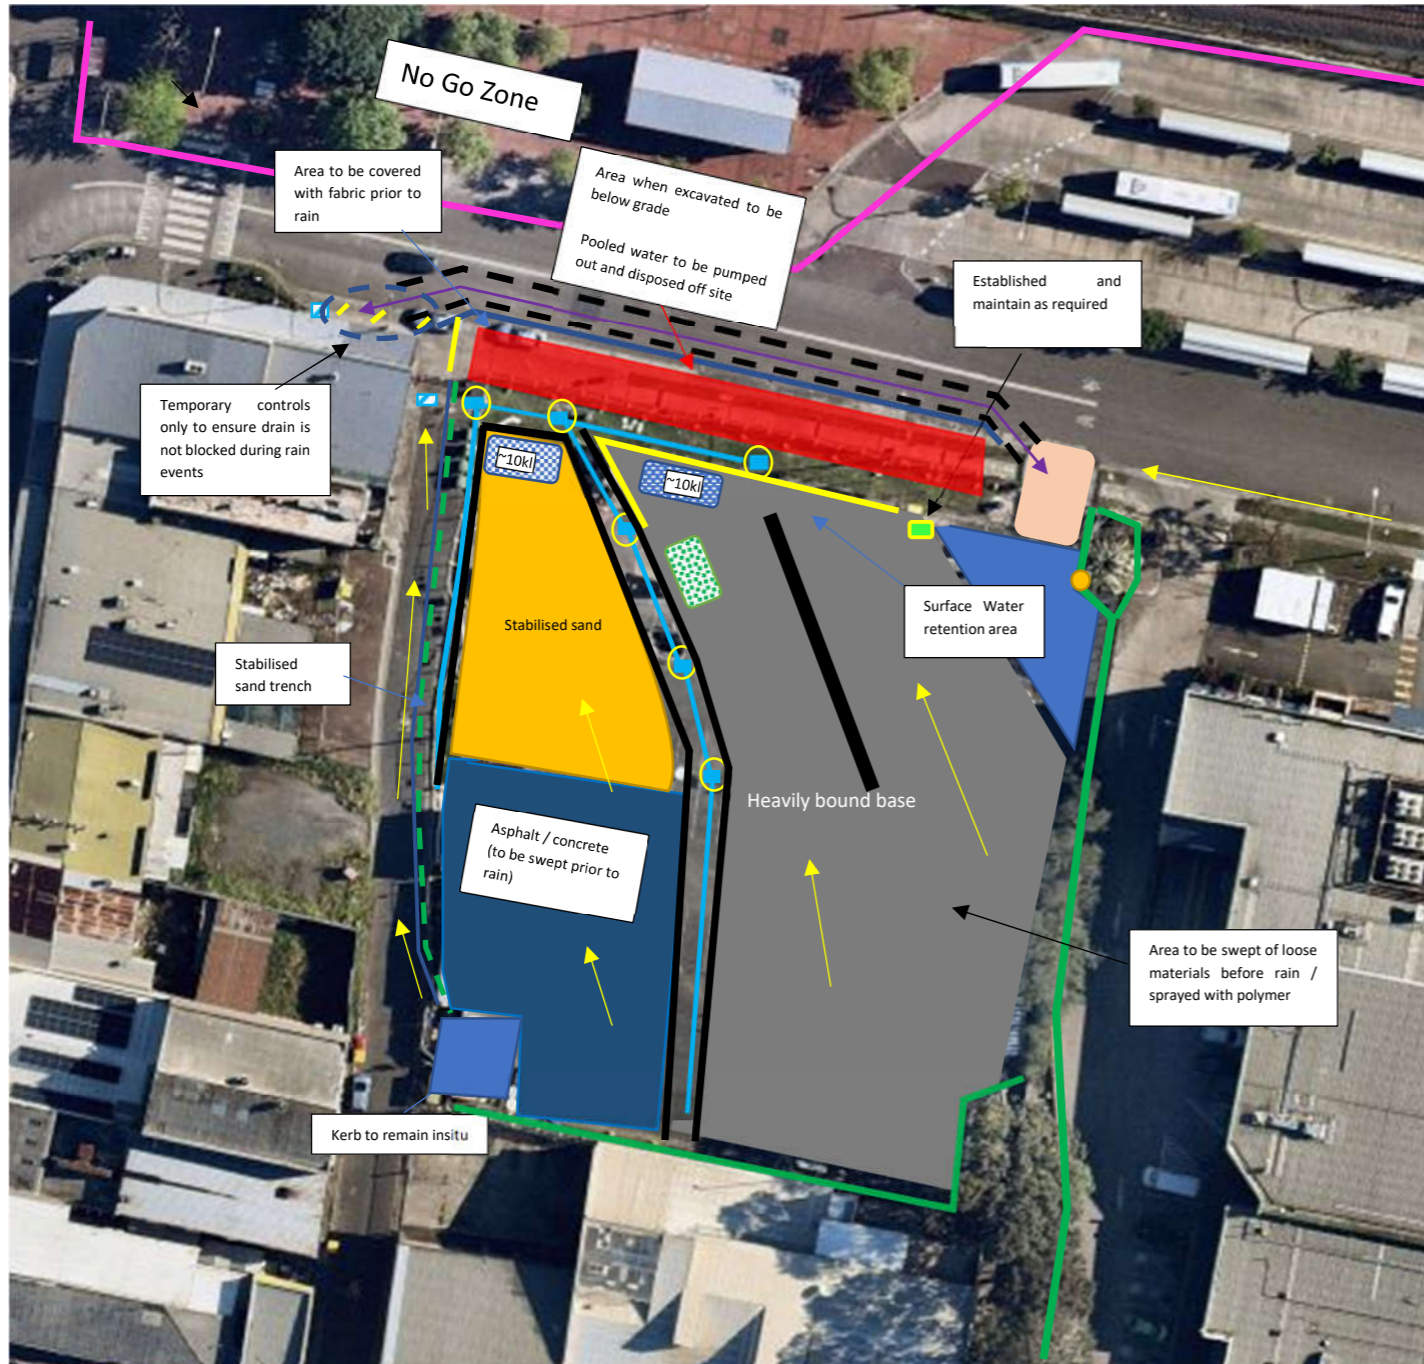 No Go Zone
Area to be covered
with fabric prior to
rain
Area when excavated to be
below grade
Pooled water to be pumped
out and disposed off site
Established and
maintain as required
Temporary controls
only to ensure drain is
not blocked during rain
events
~10kl
~10kl
Stabilised sand
Surface Water
retention area
Stabilised
sand trench
Heavily bound base
Asphalt / concrete
(to be swept prior to
rain)
Area to be swept of loose
materials before rain /
sprayed with polymer
Kerb to remain insitu